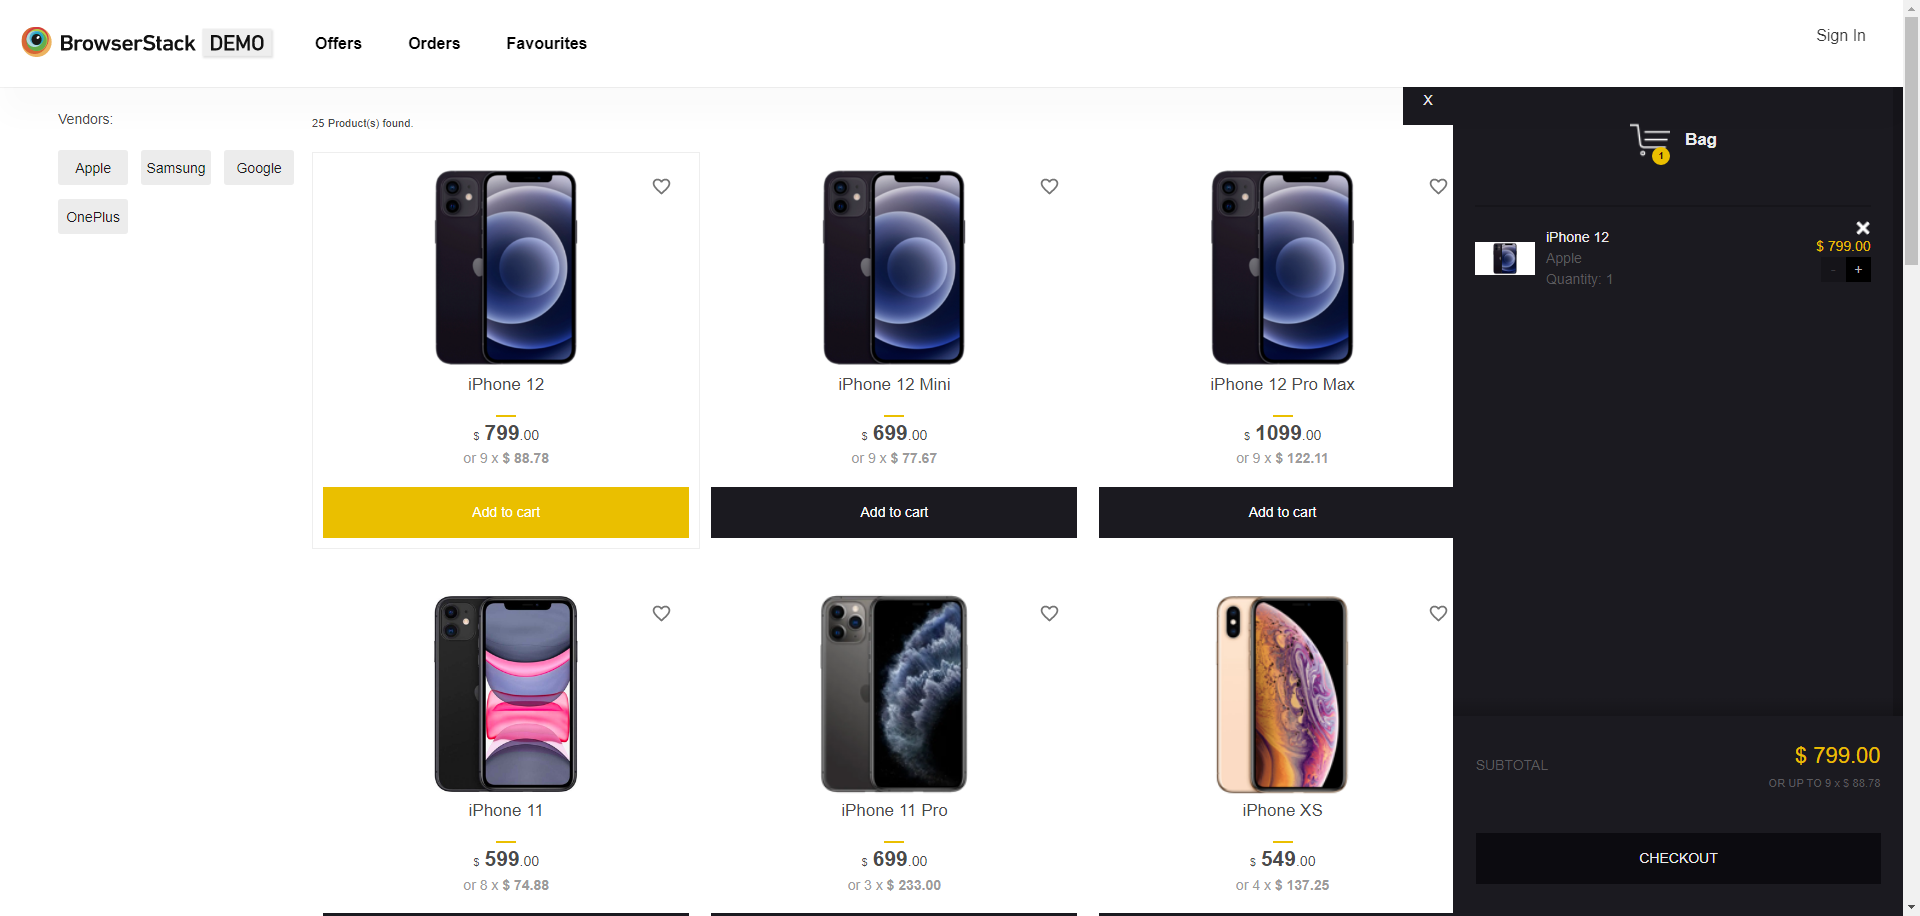 BrowserStack DEMO
Offers
Orders
Favourites
Sign In
Vendors:
Apple
Samsung
Google
OnePlus
25 Product(s) found.
iPhone 12
$ 799.00
or 9 x $ 88.78
Add to cart
iPhone 12 Mini
$ 699.00
or 9 x $ 77.67
Add to cart
iPhone 12 Pro Max
$ 1099.00
or 9 x $ 122.11
Add to cart
iPhone 11
$ 599.00
or 8 x $ 74.88
iPhone 11 Pro
$ 699.00
or 3 x $ 233.00
iPhone XS
$ 549.00
or 4 x $ 137.25
X
1
Bag
iPhone 12
Apple
Quantity: 1
$ 799.00
-
+
SUBTOTAL
$ 799.00
OR UP TO 9 x $ 88.78
CHECKOUT